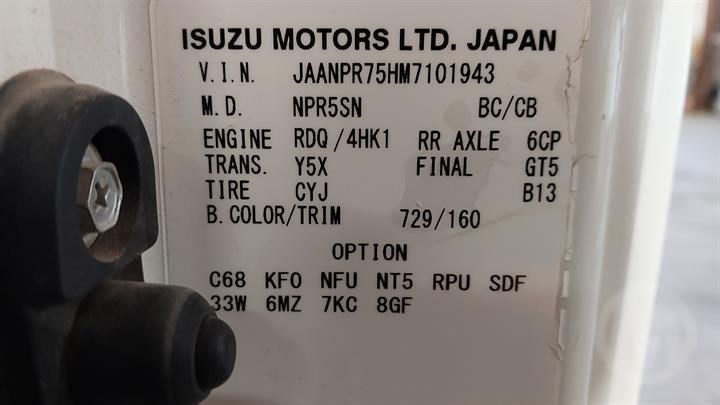 ISUZU MOTORS LTD. JAPAN
V.I.N. JAANPR75HM7101943
M.D. NPR5SN BC/CB
ENGINE RDQ/4HK1 RR AXLE 6CP
TRANS. Y5X FINAL GT5
TIRE CYJ B13
B.COLOR/TRIM 729/160
OPTION
C68 KFO NFU NT5 RPU SDF
33W 6MZ 7KC 8GF